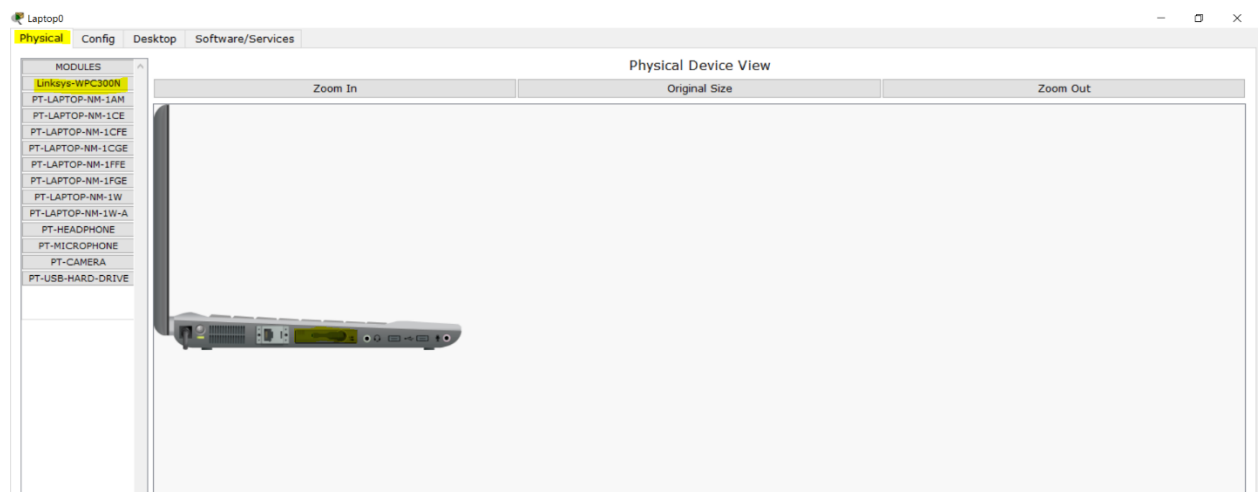 Laptop0
Physical Config Desktop Software/Services
MODULES
Linksys-WPC300N
PT-LAPTOP-NM-1AM
PT-LAPTOP-NM-1CE
PT-LAPTOP-NM-1CFE
PT-LAPTOP-NM-1CGE
PT-LAPTOP-NM-1FFE
PT-LAPTOP-NM-1FGE
PT-LAPTOP-NM-1W
PT-LAPTOP-NM-1W-A
PT-HEADPHONE
PT-MICROPHONE
PT-CAMERA
PT-USB-HARD-DRIVE
Physical Device View
Zoom In Original Size Zoom Out